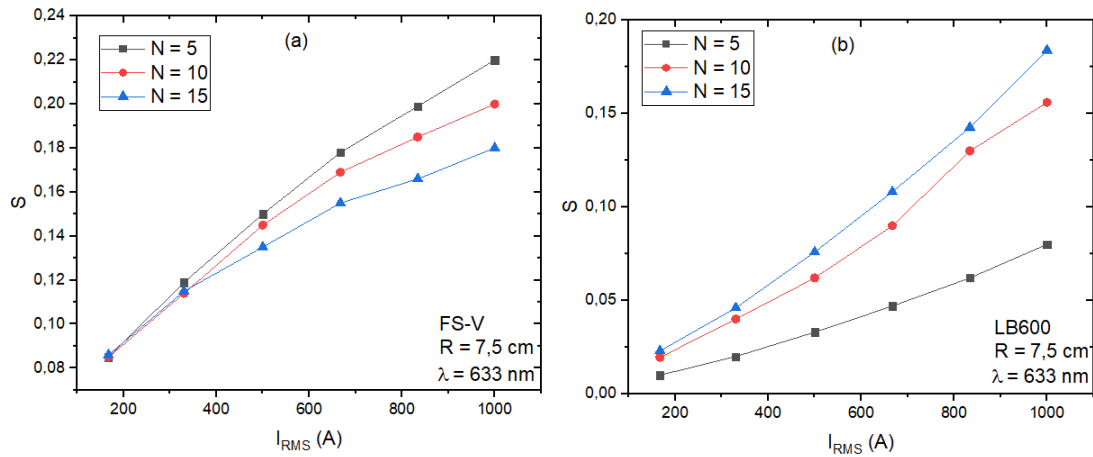 (a)
N = 5
N = 10
N = 15
0,24
0,22
0,20
0,18
0,16
0,14
0,12
0,10
0,08
S
200
400
600
800
1000
I_RMS (A)
FS-V
R = 7,5 cm
λ = 633 nm
(b)
N = 5
N = 10
N = 15
0,20
0,15
0,10
0,05
0,00
S
200
400
600
800
1000
I_RMS (A)
LB600
R = 7,5 cm
λ = 633 nm